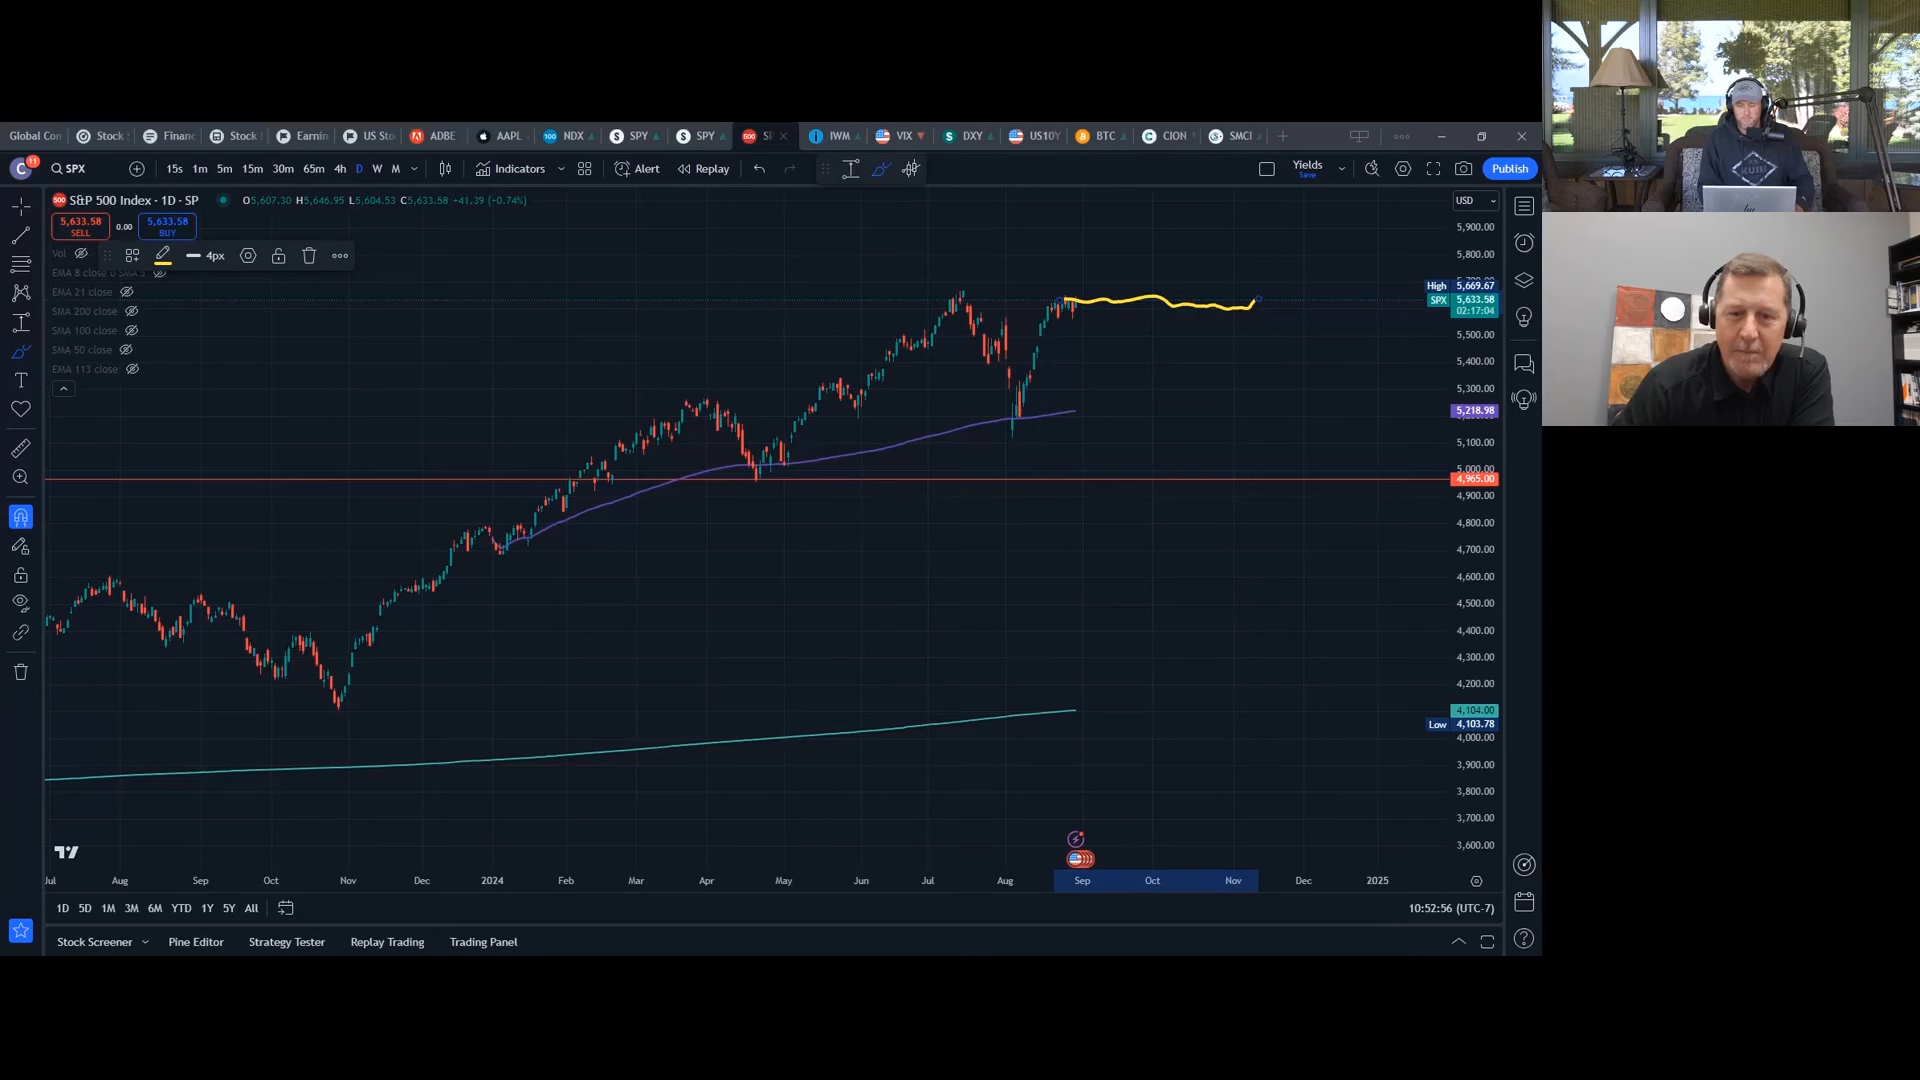 Global Con Stock Financ Stock Earnin US Sto ADBE AAPL NDX SPY SPY SP IWM VIX DXY US10Y BTC CION SMCI
C 11 SPX 15s 1m 5m 15m 30m 65m 4h D W M Indicators Alert Replay Yields Save Publish
S&P 500 Index · 1D · SP O5,607.30 H5,646.95 L5,604.53 C5,633.58 +41.39 (+0.74%)
USD
5,633.58 SELL 0.00 5,633.58 BUY
Vol 4px
EMA 21 close
SMA 200 close
SMA 100 close
SMA 50 close
EMA 113 close
5,900.00
5,800.00
High 5,669.67
SPX 5,633.58
02:17:04
5,500.00
5,400.00
5,300.00
5,218.98
5,100.00
5,000.00
4,965.00
4,900.00
4,800.00
4,700.00
4,600.00
4,500.00
4,400.00
4,300.00
4,200.00
4,104.00
Low 4,103.78
4,000.00
3,900.00
3,800.00
3,700.00
3,600.00
Jul Aug Sep Oct Nov Dec 2024 Feb Mar Apr May Jun Jul Aug Sep Oct Nov Dec 2025
1D 5D 1M 3M 6M YTD 1Y 5Y All 10:52:56 (UTC-7)
Stock Screener Pine Editor Strategy Tester Replay Trading Trading Panel